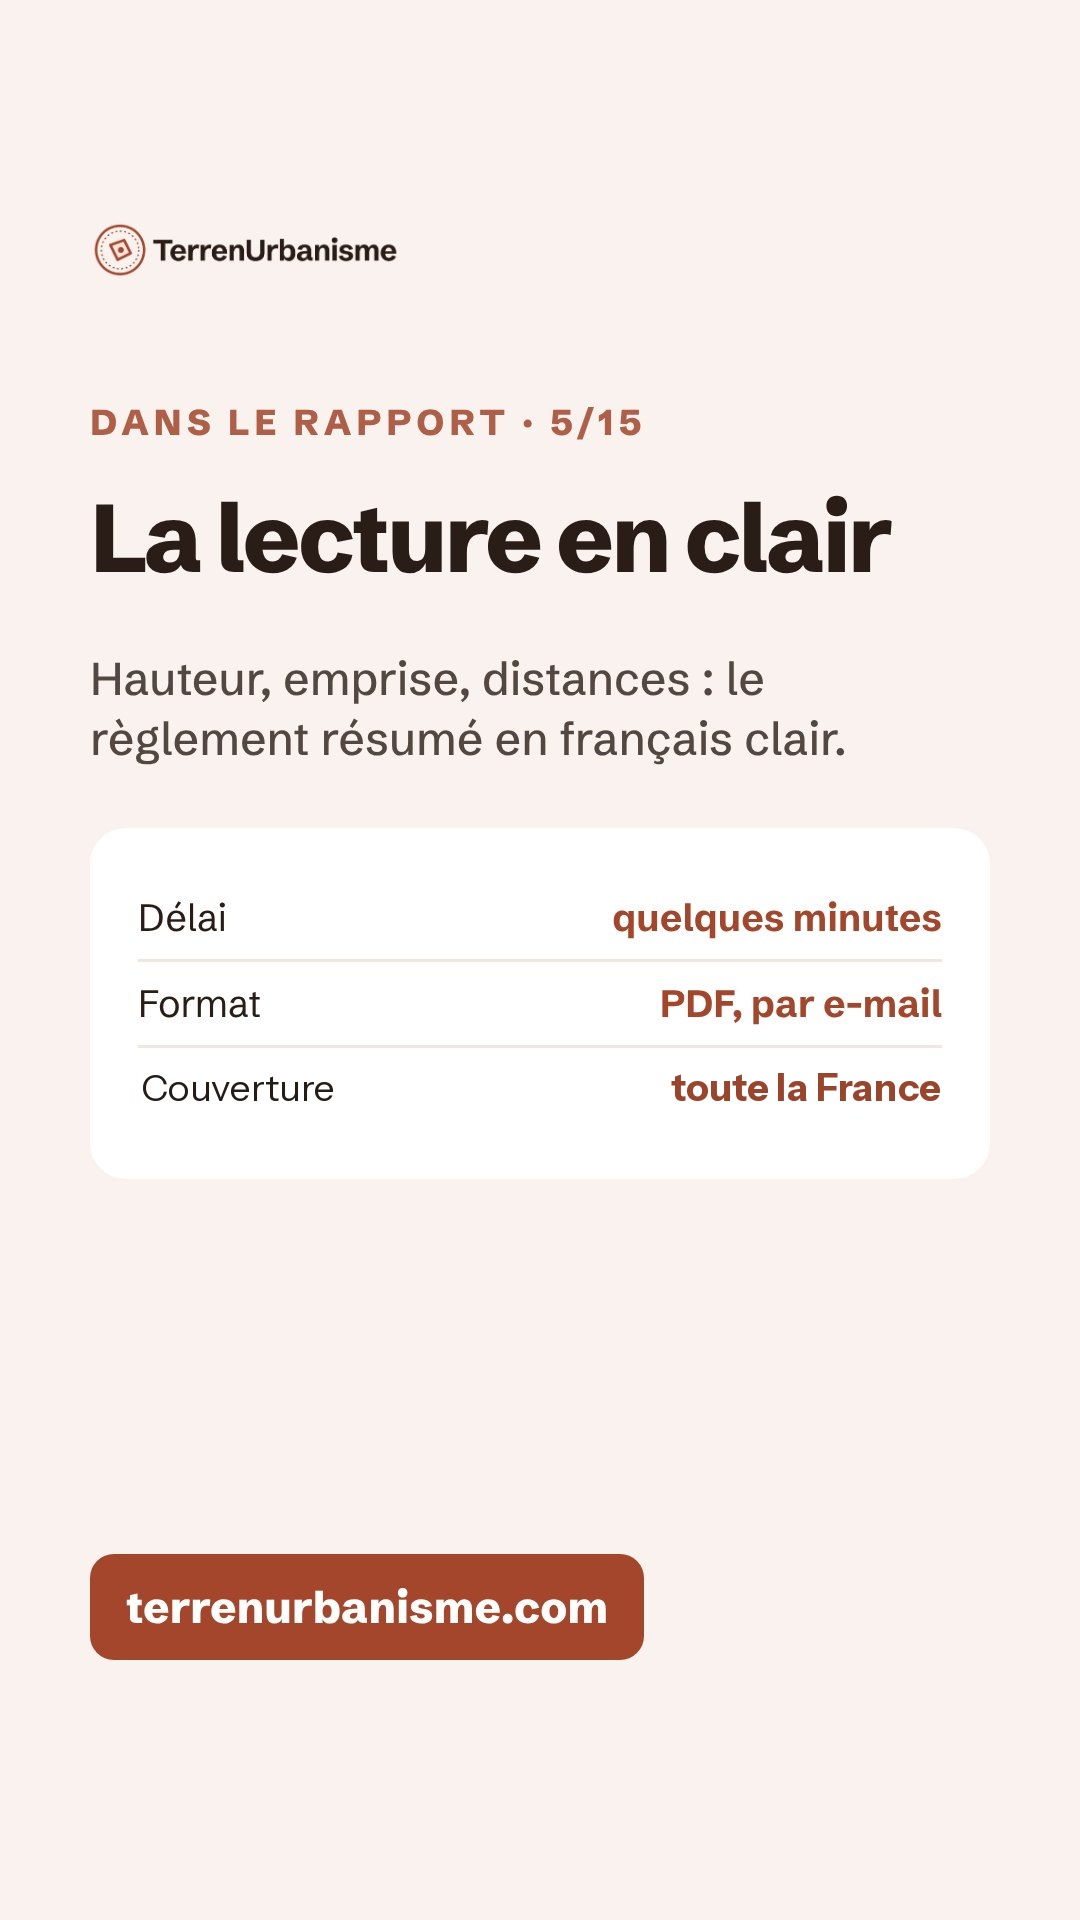 TerrenUrbanisme
DANS LE RAPPORT · 5/15
La lecture en clair
Hauteur, emprise, distances : le
règlement résumé en français clair.
Délai quelques minutes
Format PDF, par e-mail
Couverture toute la France
terrenurbanisme.com